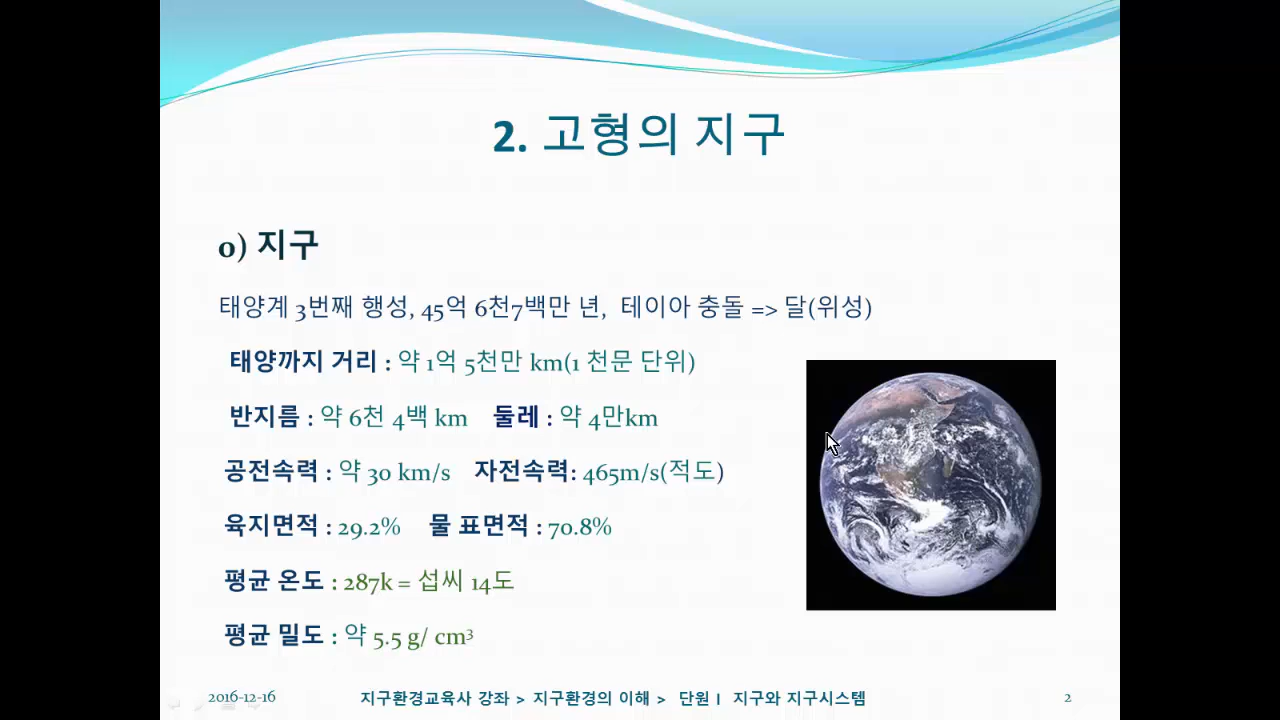 2. 고형의 지구
0) 지구
태양계 3번째 행성, 45억 6천7백만 년, 테이아 충돌 => 달(위성)
태양까지 거리 : 약 1억 5천만 km(1 천문 단위)
반지름 : 약 6천 4백 km 둘레 : 약 4만km
공전속력 : 약 30 km/s 자전속력: 465m/s(적도)
육지면적 : 29.2% 물 표면적 : 70.8%
평균 온도 : 287k = 섭씨 14도
평균 밀도 : 약 5.5 g/ cm³
2016-12-16 지구환경교육사 강좌 > 지구환경의 이해 > 단원 I 지구와 지구시스템 2